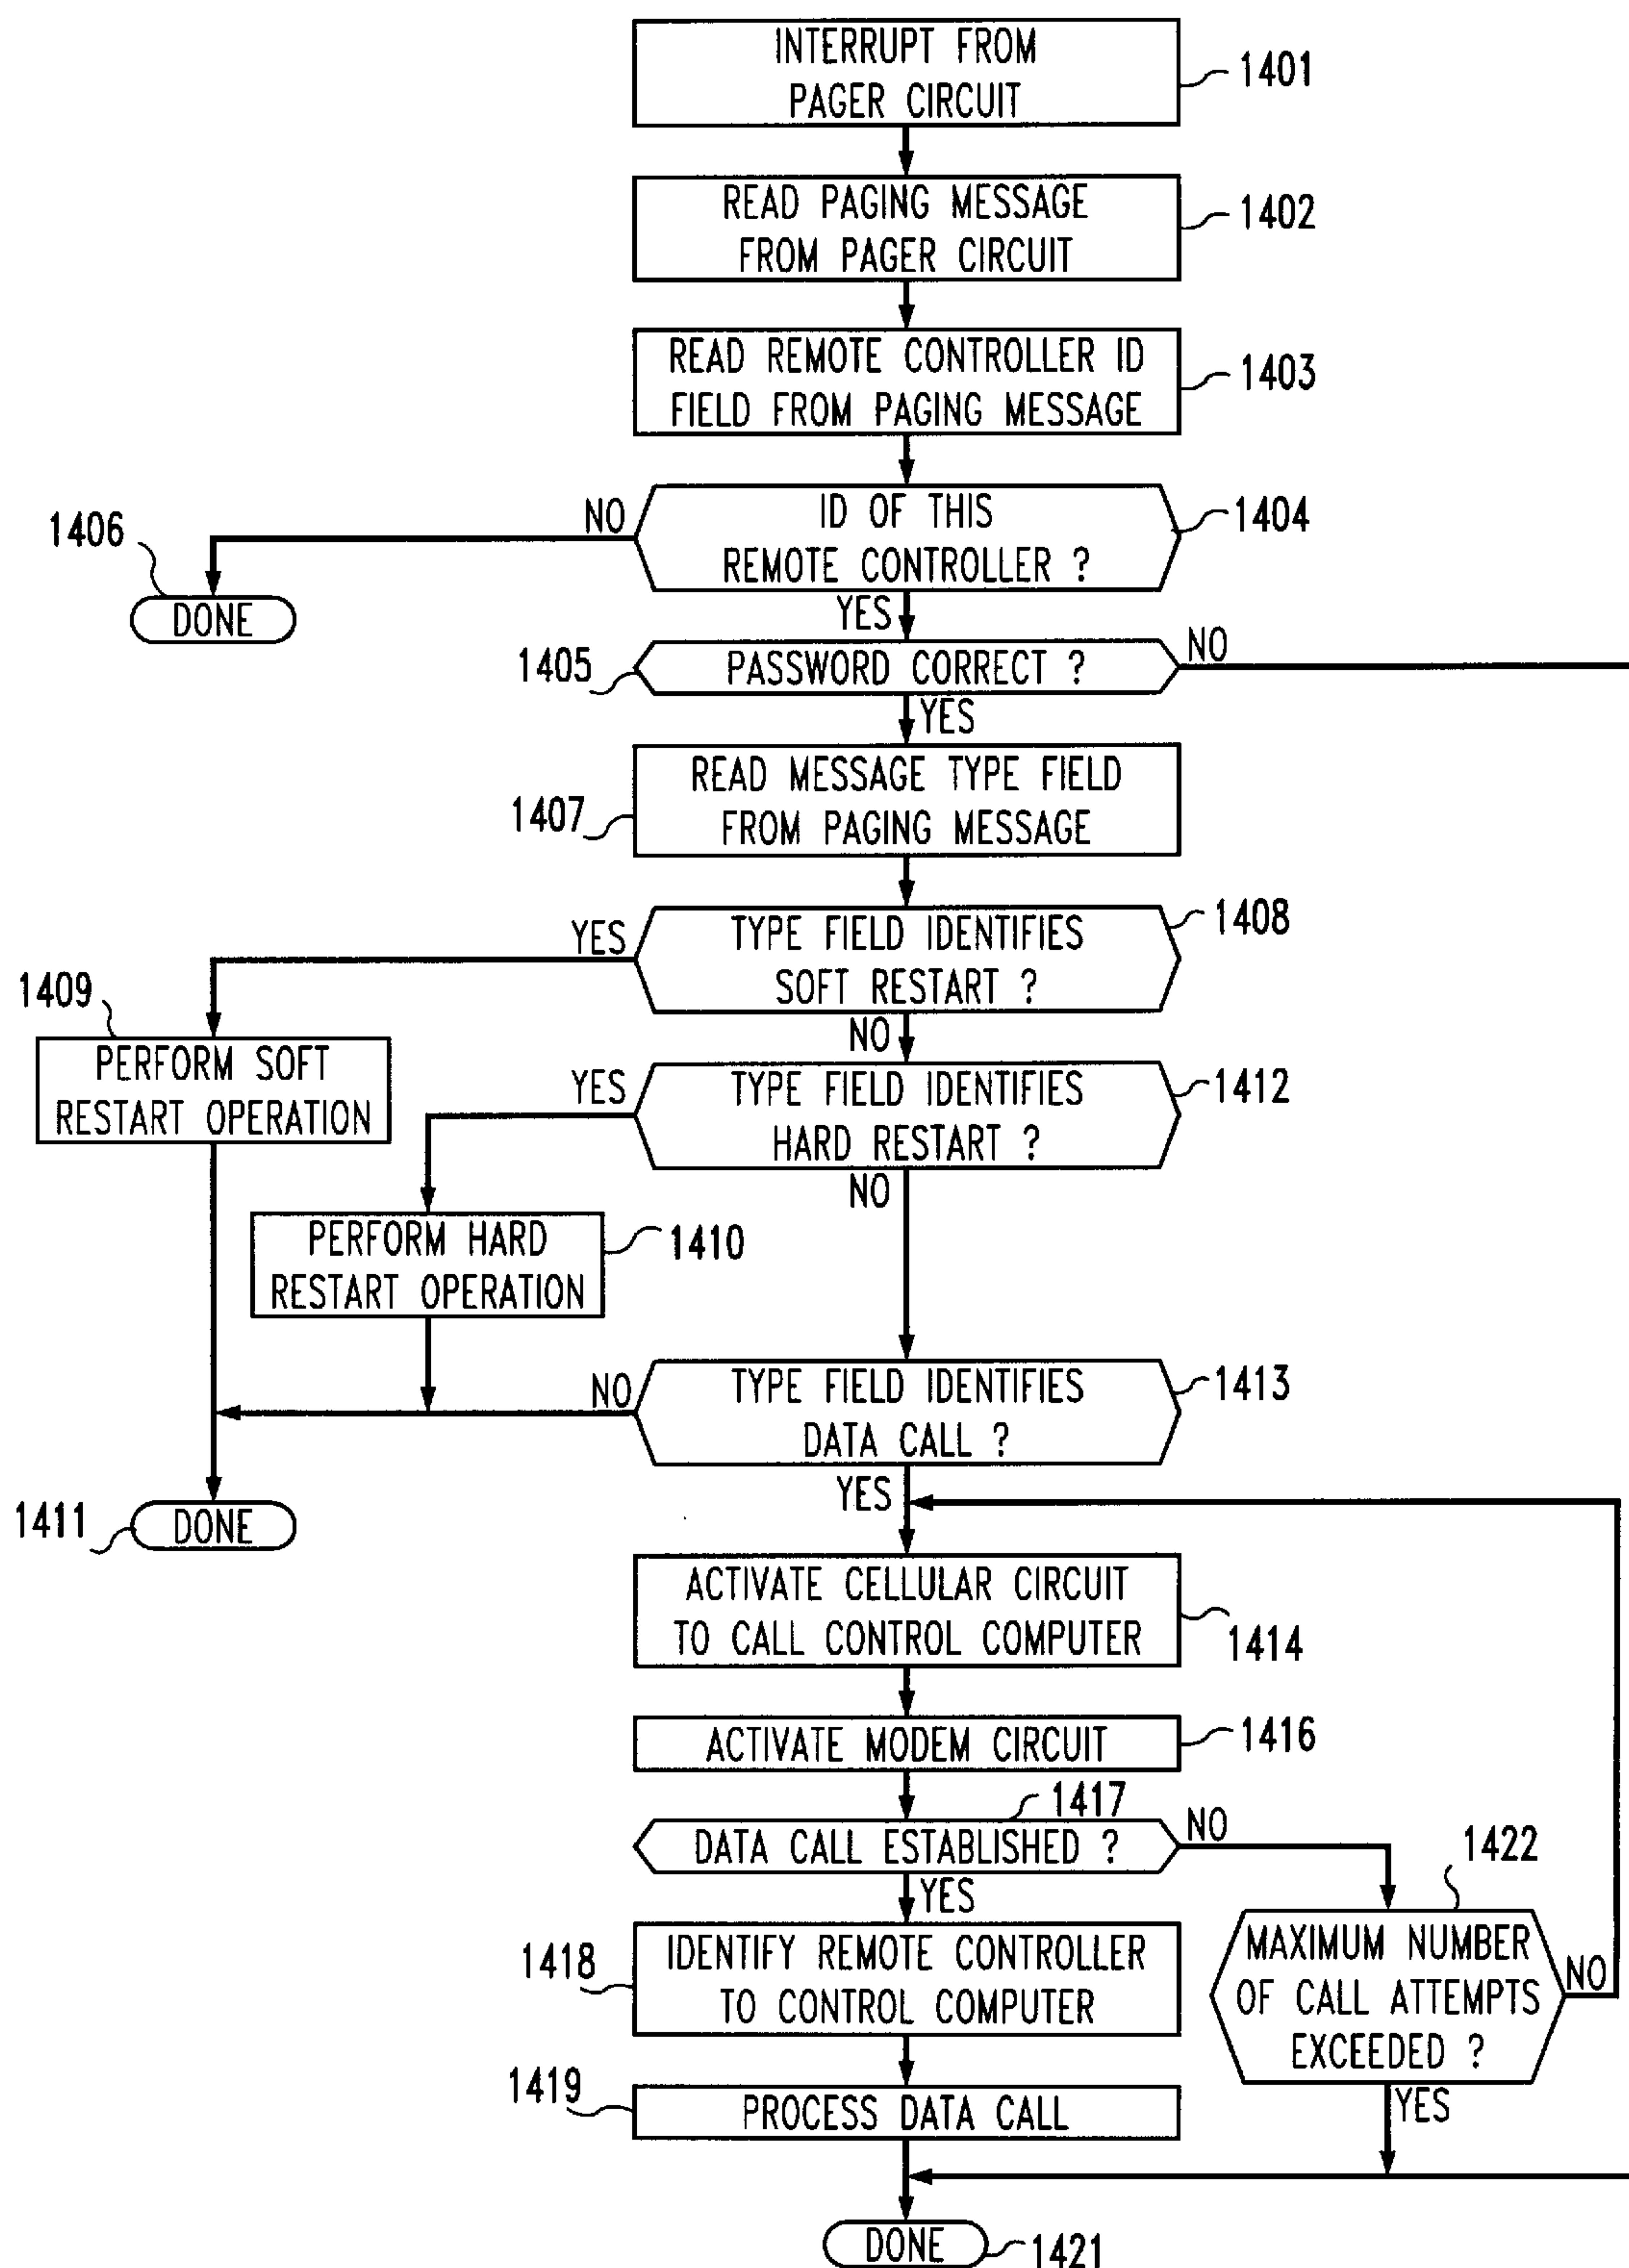 INTERRUPT FROM
PAGER CIRCUIT
1401
READ PAGING MESSAGE
FROM PAGER CIRCUIT
1402
READ REMOTE CONTROLLER ID
FIELD FROM PAGING MESSAGE
1403
ID OF THIS
REMOTE CONTROLLER ?
1404
NO
1406
DONE
YES
1405
PASSWORD CORRECT ?
NO
YES
READ MESSAGE TYPE FIELD
FROM PAGING MESSAGE
1407
TYPE FIELD IDENTIFIES
SOFT RESTART ?
1408
YES
1409
PERFORM SOFT
RESTART OPERATION
NO
TYPE FIELD IDENTIFIES
HARD RESTART ?
1412
YES
NO
PERFORM HARD
RESTART OPERATION
1410
TYPE FIELD IDENTIFIES
DATA CALL ?
1413
NO
YES
1411
DONE
ACTIVATE CELLULAR CIRCUIT
TO CALL CONTROL COMPUTER
1414
ACTIVATE MODEM CIRCUIT
1416
1417
DATA CALL ESTABLISHED ?
NO
YES
1422
MAXIMUM NUMBER
OF CALL ATTEMPTS
EXCEEDED ?
NO
YES
1418
IDENTIFY REMOTE CONTROLLER
TO CONTROL COMPUTER
1419
PROCESS DATA CALL
DONE
1421